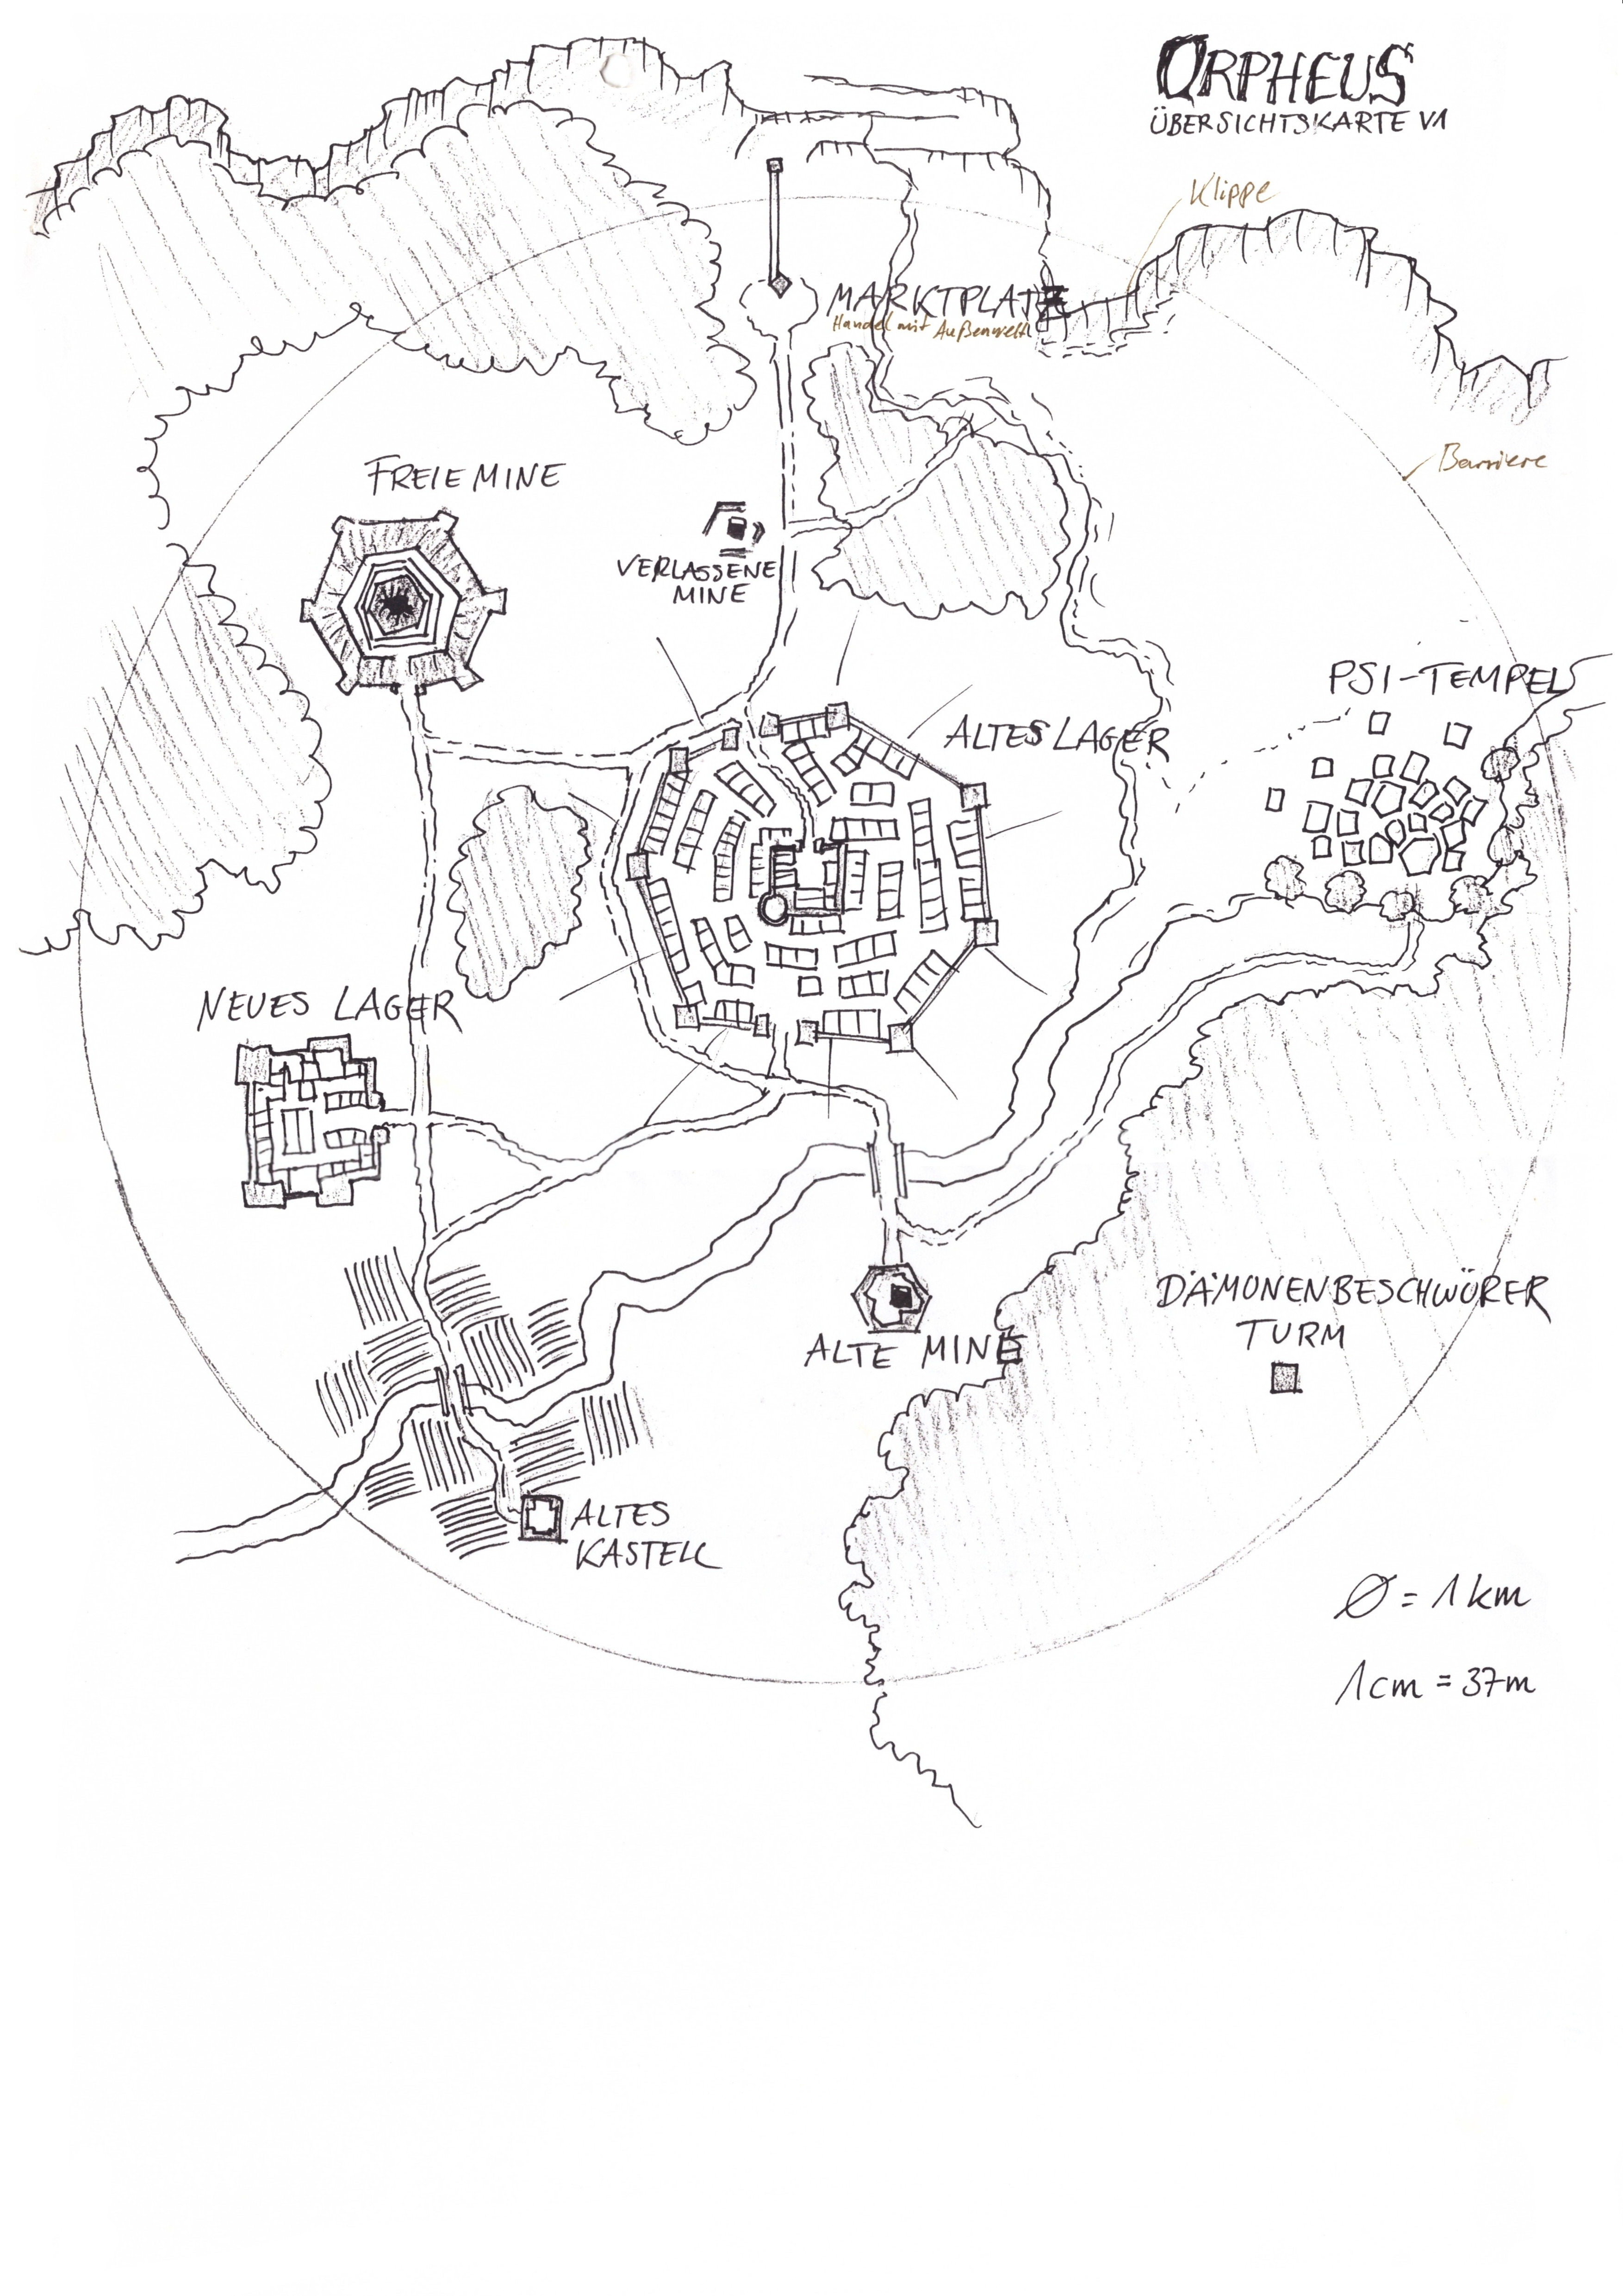 ORPHEUS
ÜBERSICHTSKARTE V1
Klippe
MARKTPLATZ
Handel mit Außenwelt
Barriere
FREIE MINE
VERLASSENE
MINE
PSI-TEMPEL
ALTES LAGER
NEUES LAGER
DÄMONENBESCHWÖRER
TURM
ALTE MINE
ALTES
KASTELL
Ø = 1 km
1cm = 37m